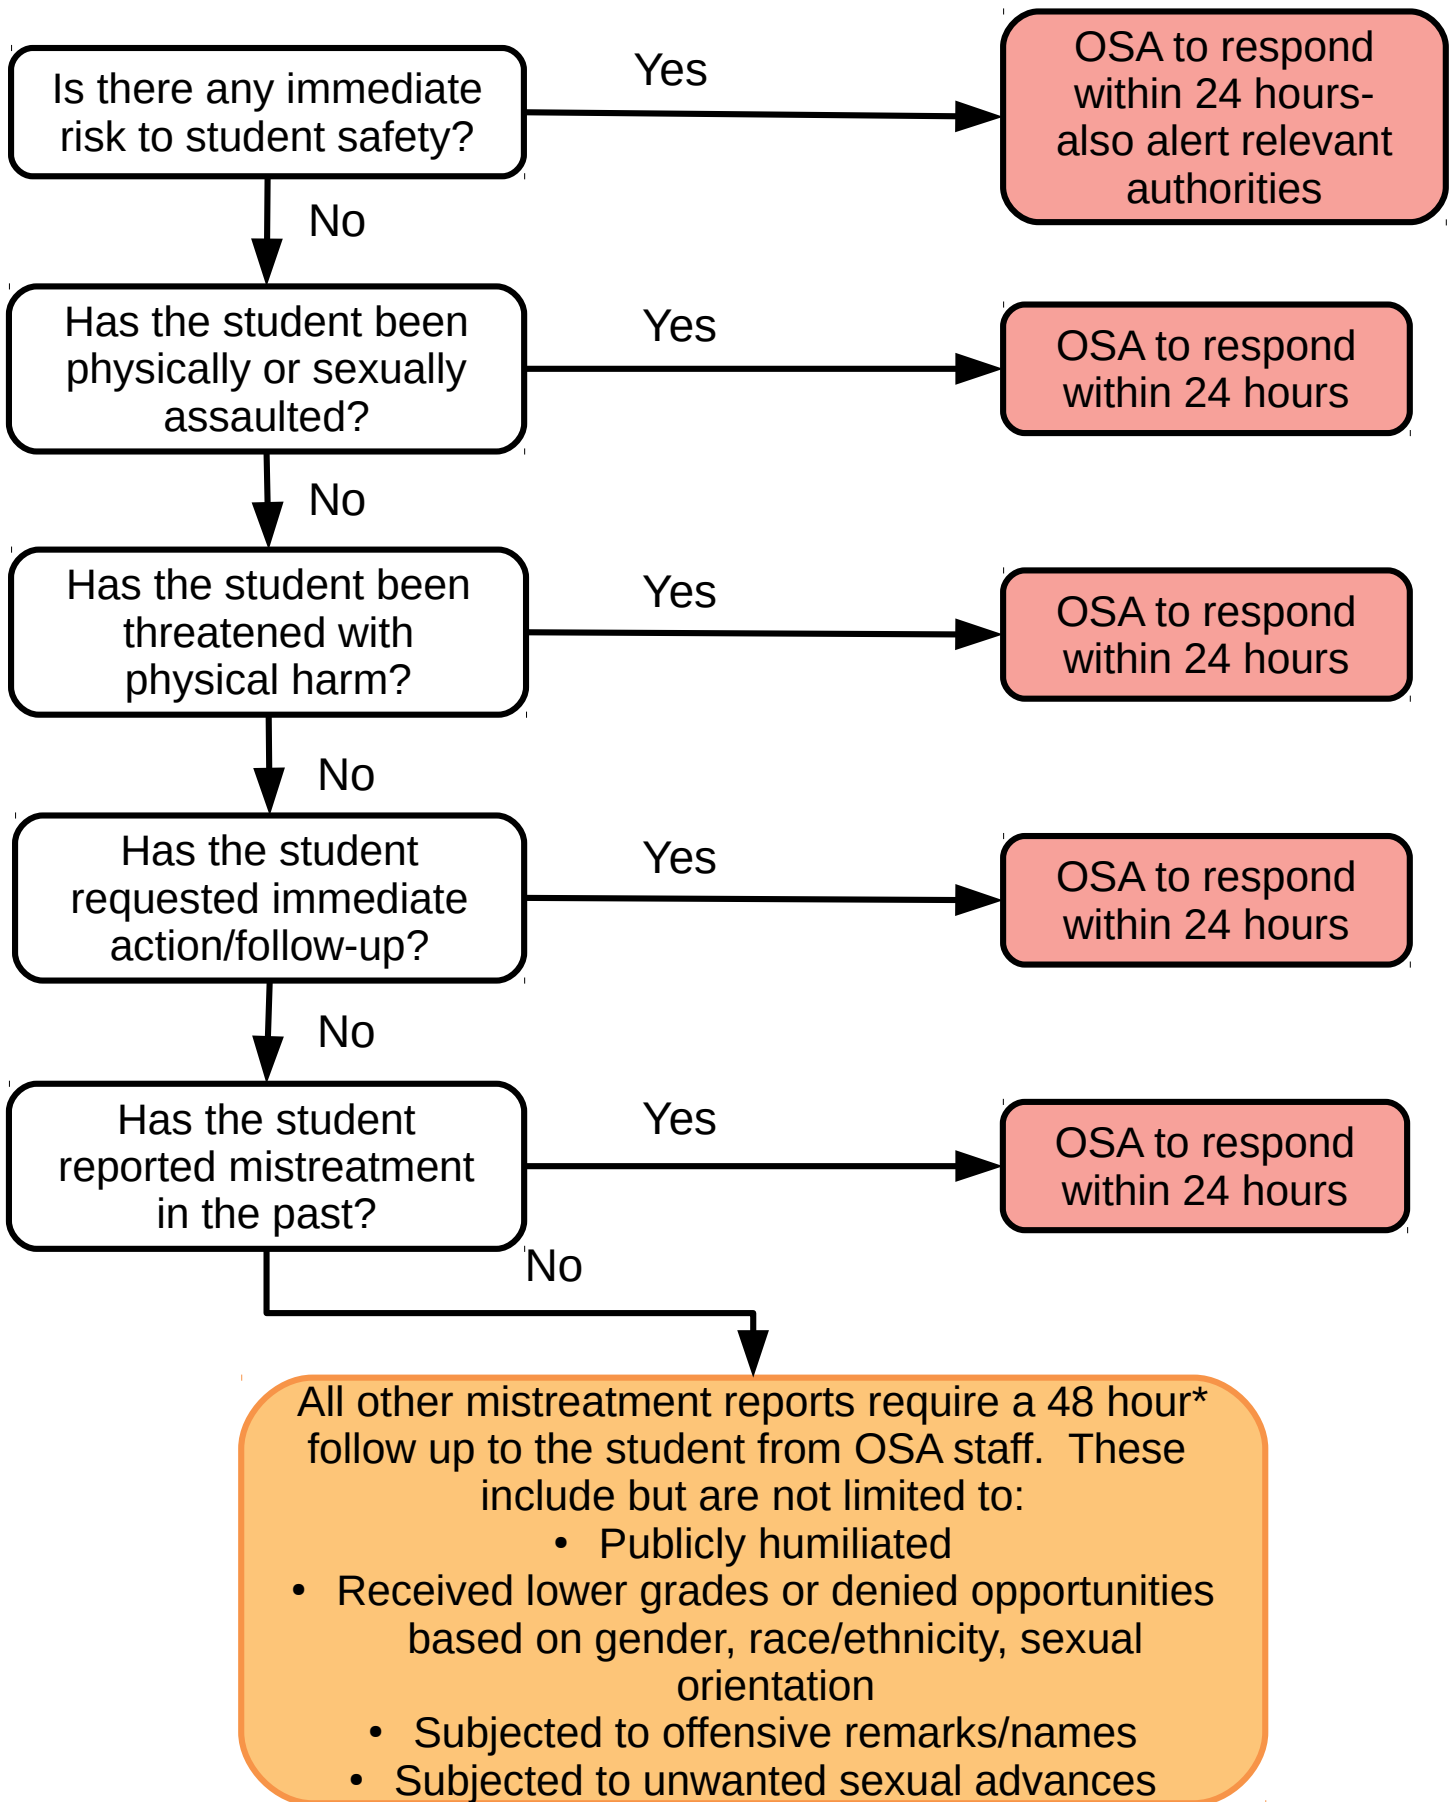 Is there any immediate
risk to student safety?
Yes
OSA to respond
within 24 hours-
also alert relevant
authorities
No
Has the student been
physically or sexually
assaulted?
Yes
OSA to respond
within 24 hours
No
Has the student been
threatened with
physical harm?
Yes
OSA to respond
within 24 hours
No
Has the student
requested immediate
action/follow-up?
Yes
OSA to respond
within 24 hours
No
Has the student
reported mistreatment
in the past?
Yes
OSA to respond
within 24 hours
No
All other mistreatment reports require a 48 hour*
follow up to the student from OSA staff.  These
include but are not limited to:
• Publicly humiliated
• Received lower grades or denied opportunities
based on gender, race/ethnicity, sexual
orientation
• Subjected to offensive remarks/names
• Subjected to unwanted sexual advances